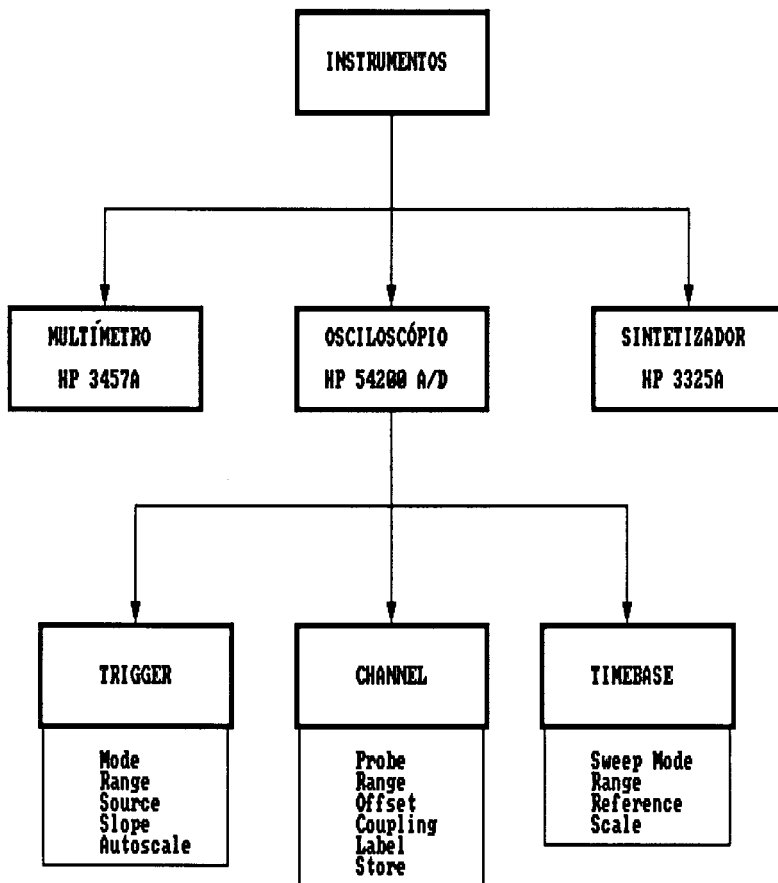 INSTRUMENTOS
MULTÍMETRO
HP 3457A
OSCILOSCÓPIO
HP 54200 A/D
SINTETIZADOR
HP 3325A
TRIGGER
Mode
Range
Source
Slope
Autoscale
CHANNEL
Probe
Range
Offset
Coupling
Label
Store
TIMEBASE
Sweep Mode
Range
Reference
Scale